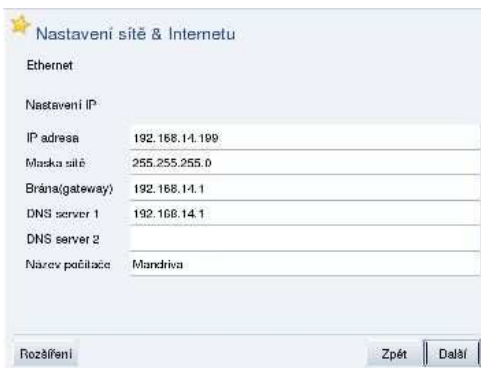 Nastavení sítě & Internetu
Ethernet
Nastavení IP
IP adresa 192.168.14.199
Maska sítě 255.255.255.0
Brána(gateway) 192.168.14.1
DNS server 1 192.168.14.1
DNS server 2
Název počítače Mandriva
Rozšíření Zpět Další